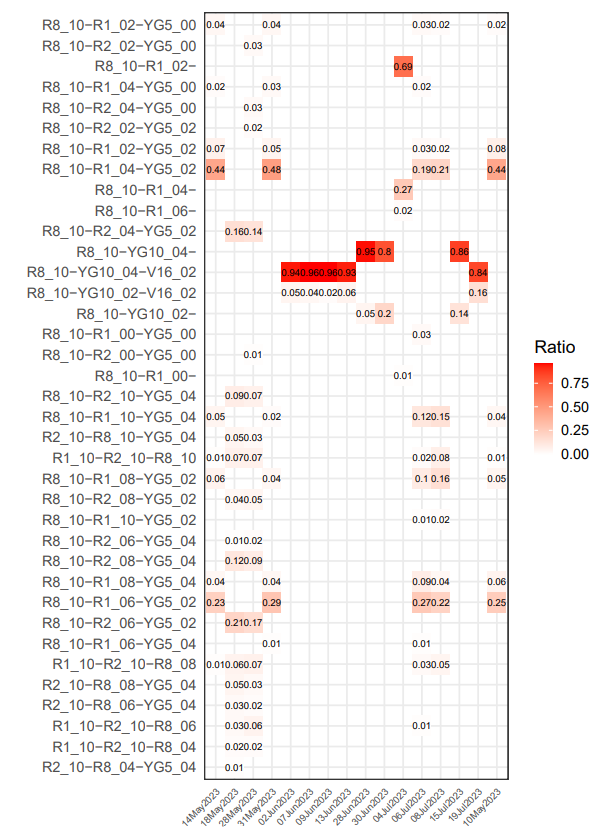 R8_10−R1_02−YG5_00 0.04 0.04 0.03 0.02 0.02
R8_10−R2_02−YG5_00 0.03
R8_10−R1_02− 0.69
R8_10−R1_04−YG5_00 0.02 0.03 0.02
R8_10−R2_04−YG5_00 0.03
R8_10−R2_02−YG5_02 0.02
R8_10−R1_02−YG5_02 0.07 0.05 0.03 0.02 0.08
R8_10−R1_04−YG5_02 0.44 0.48 0.19 0.21 0.44
R8_10−R1_04− 0.27
R8_10−R1_06− 0.02
R8_10−R2_04−YG5_02 0.16 0.14
R8_10−YG10_04− 0.95 0.8 0.86
R8_10−YG10_04−V16_02 0.94 0.96 0.96 0.93 0.84
R8_10−YG10_02−V16_02 0.05 0.04 0.02 0.06 0.16
R8_10−YG10_02− 0.05 0.2 0.14
R8_10−R1_00−YG5_00 0.03
R8_10−R2_00−YG5_00 0.01
R8_10−R1_00− 0.01
R8_10−R2_10−YG5_04 0.09 0.07
R8_10−R1_10−YG5_04 0.05 0.02 0.12 0.15 0.04
R2_10−R8_10−YG5_04 0.05 0.03
R1_10−R2_10−R8_10 0.01 0.07 0.07 0.02 0.08 0.01
R8_10−R1_08−YG5_02 0.06 0.04 0.1 0.16 0.05
R8_10−R2_08−YG5_02 0.04 0.05
R8_10−R1_10−YG5_02 0.01 0.02
R8_10−R2_06−YG5_04 0.01 0.02
R8_10−R2_08−YG5_04 0.12 0.09
R8_10−R1_08−YG5_04 0.04 0.04 0.09 0.04 0.06
R8_10−R1_06−YG5_02 0.23 0.29 0.27 0.22 0.25
R8_10−R2_06−YG5_02 0.21 0.17
R8_10−R1_06−YG5_04 0.01 0.01
R1_10−R2_10−R8_08 0.01 0.06 0.07 0.03 0.05
R2_10−R8_08−YG5_04 0.05 0.03
R2_10−R8_06−YG5_04 0.03 0.02
R1_10−R2_10−R8_06 0.03 0.06 0.01
R1_10−R2_10−R8_04 0.02 0.02
R2_10−R8_04−YG5_04 0.01
14May2023 18May2023 28May2023 31May2023 02Jun2023 07Jun2023 09Jun2023 13Jun2023 28Jun2023 30Jun2023 04Jul2023 06Jul2023 08Jul2023 15Jul2023 19Jul2023 10May2023
Ratio
0.75
0.50
0.25
0.00